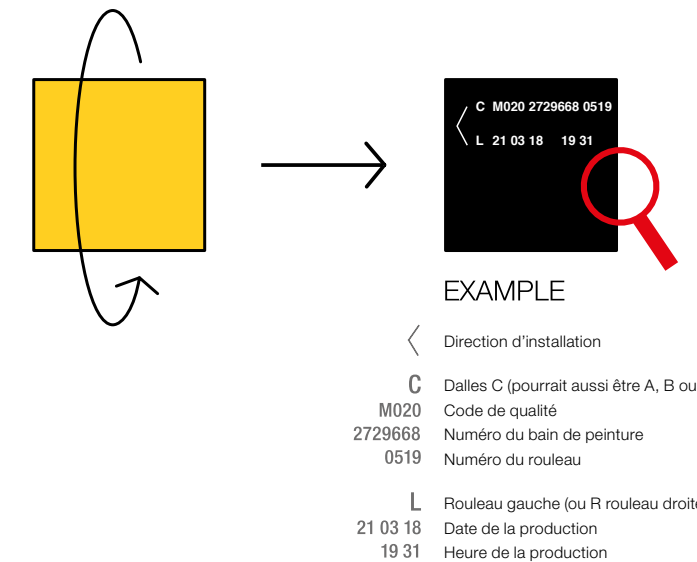 C M020 2729668 0519
L 21 03 18 19 31
EXAMPLE
Direction d’installation
C Dalles C (pourrait aussi être A, B ou
M020 Code de qualité
2729668 Numéro du bain de peinture
0519 Numéro du rouleau
L Rouleau gauche (ou R rouleau droit
21 03 18 Date de la production
19 31 Heure de la production